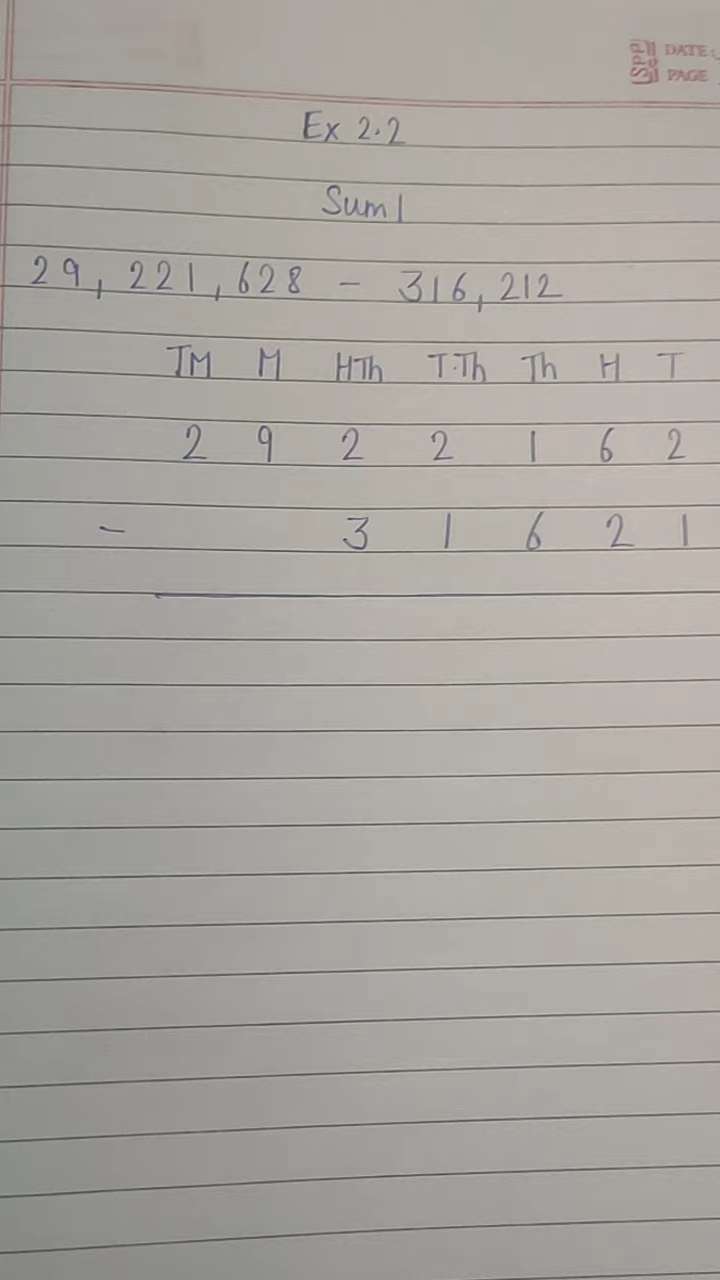 DATE:
PAGE
Ex 2.2
Sum 1
29,221,628 - 316,212
TM M HTh T.Th Th H T
2 9 2 2 1 6 2
- 3 1 6 2 1